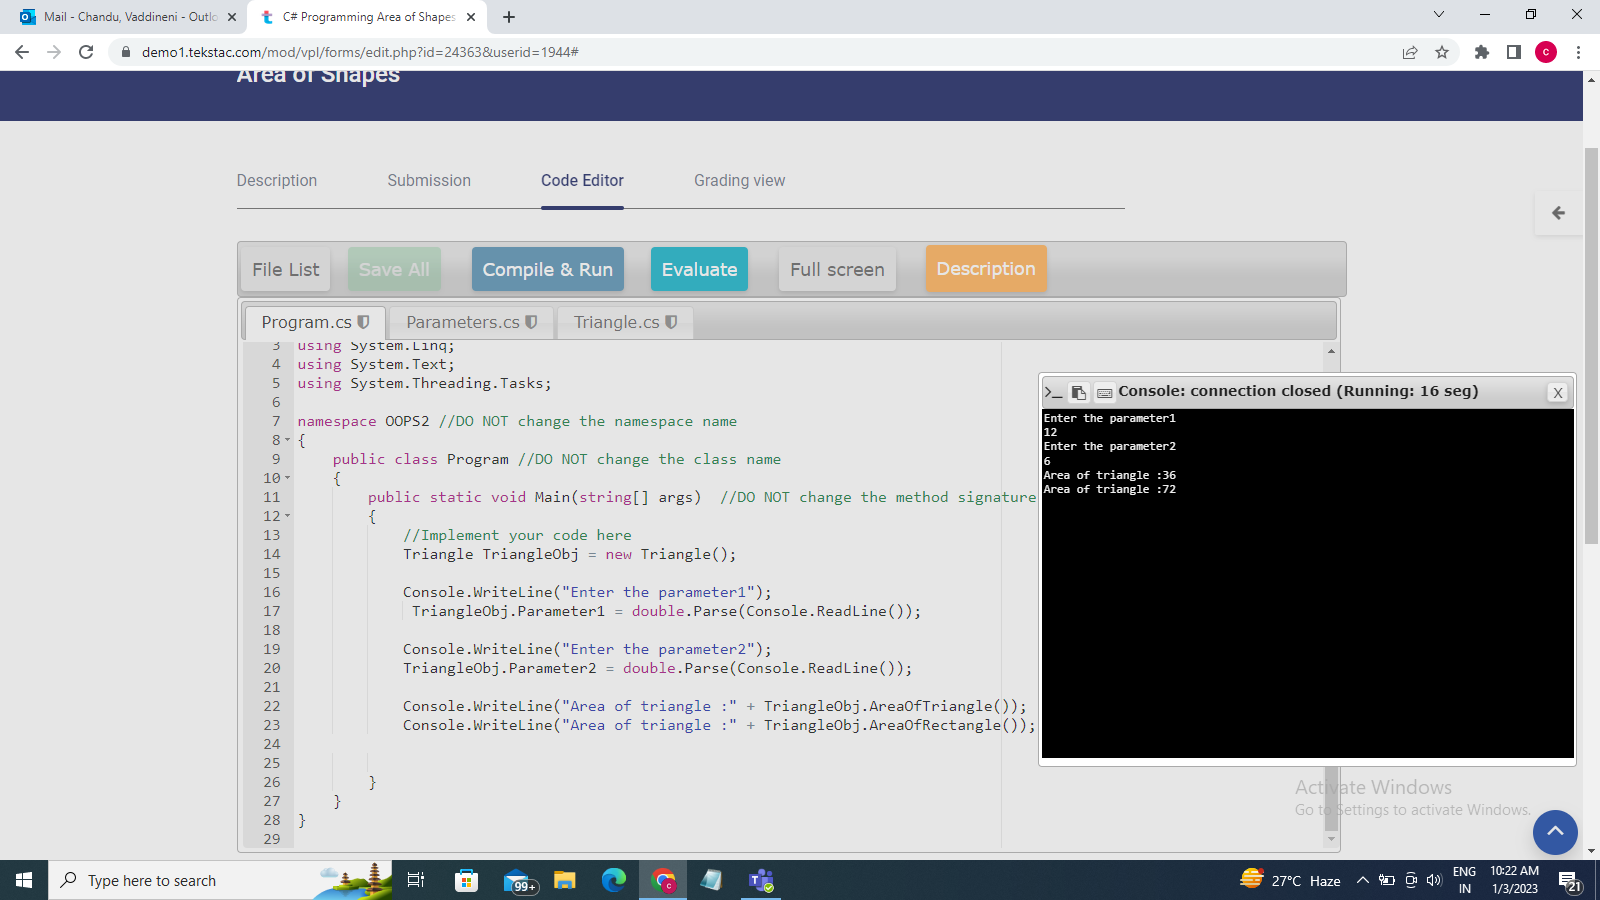 Mail - Chandu, Vaddineni - Outlo
C# Programming Area of Shapes
demo1.tekstac.com/mod/vpl/forms/edit.php?id=24363&userid=1944#
c
Area of Shapes
Description
Submission
Code Editor
Grading view
File List
Save All
Compile & Run
Evaluate
Full screen
Description
Program.cs
Parameters.cs
Triangle.cs
3 using System.Linq;
4 using System.Text;
5 using System.Threading.Tasks;
6
7 namespace OOPS2 //DO NOT change the namespace name
8 {
9 public class Program //DO NOT change the class name
10 {
11 public static void Main(string[] args) //DO NOT change the method signature
12 {
13 //Implement your code here
14 Triangle TriangleObj = new Triangle();
15
16 Console.WriteLine("Enter the parameter1");
17 TriangleObj.Parameter1 = double.Parse(Console.ReadLine());
18
19 Console.WriteLine("Enter the parameter2");
20 TriangleObj.Parameter2 = double.Parse(Console.ReadLine());
21
22 Console.WriteLine("Area of triangle :" + TriangleObj.AreaOfTriangle());
23 Console.WriteLine("Area of triangle :" + TriangleObj.AreaOfRectangle());
24
25
26 }
27 }
28 }
29
Console: connection closed (Running: 16 seg)
X
Enter the parameter1
12
Enter the parameter2
6
Area of triangle :36
Area of triangle :72
Activate Windows
Go to Settings to activate Windows.
Type here to search
99+
27°C Haze
ENG
IN
10:22 AM
1/3/2023
21